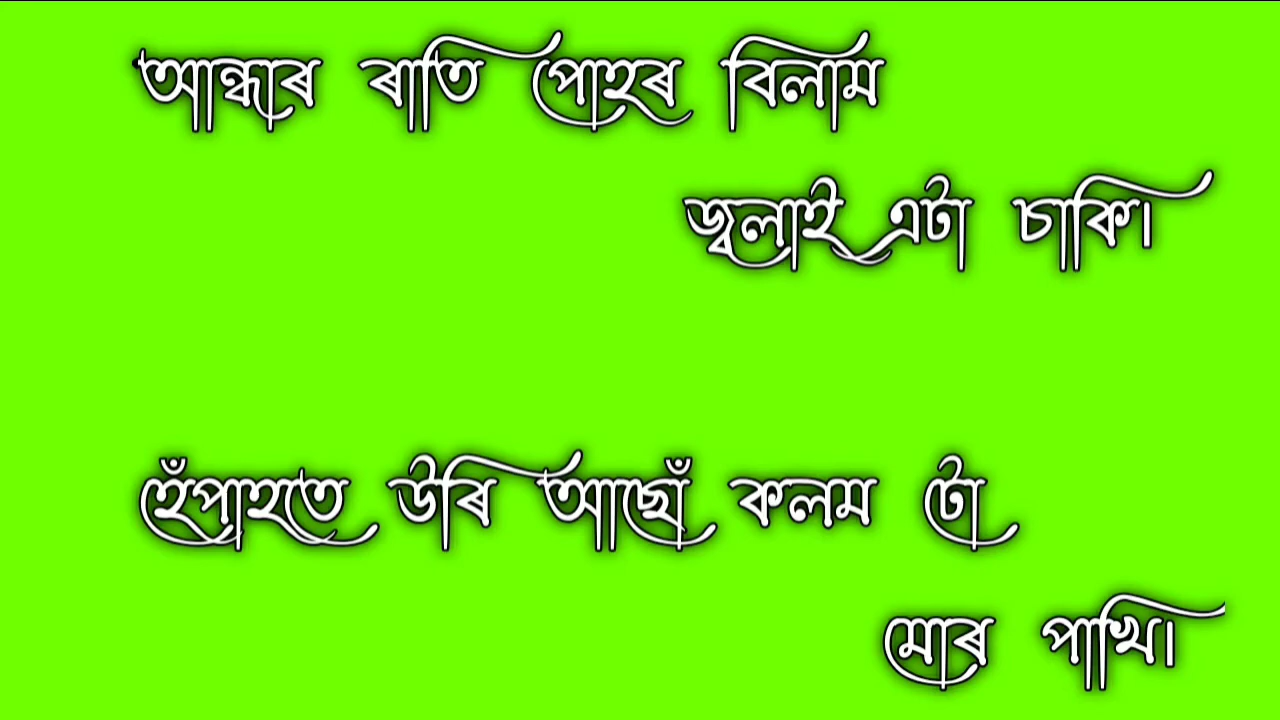 আন্ধাৰ ৰাতি পোহৰ বিলাম
জ্বলাই এটা চাকি।
হেঁপাহতে উৰি আছোঁ কলম টো
মোৰ পাখি।